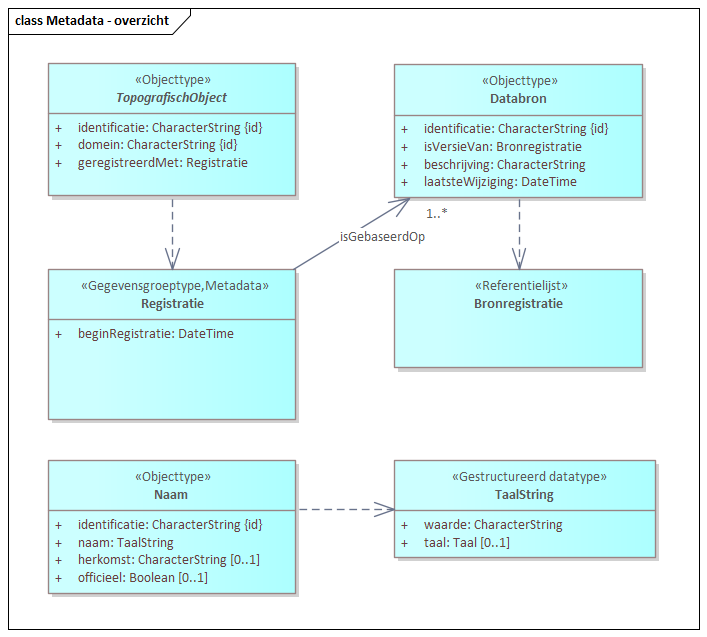 class Metadata - overzicht
«Objecttype»
TopografischObject
+ identificatie: CharacterString {id}
+ domein: CharacterString {id}
+ geregistreerdMet: Registratie
«Objecttype»
Databron
+ identificatie: CharacterString {id}
+ isVersieVan: Bronregistratie
+ beschrijving: CharacterString
+ laatsteWijziging: DateTime
1..*
isGebaseerdOp
«Gegevensgroeptype,Metadata»
Registratie
+ beginRegistratie: DateTime
«Referentielijst»
Bronregistratie
«Objecttype»
Naam
+ identificatie: CharacterString {id}
+ naam: TaalString
+ herkomst: CharacterString [0..1]
+ officieel: Boolean [0..1]
«Gestructureerd datatype»
TaalString
+ waarde: CharacterString
+ taal: Taal [0..1]